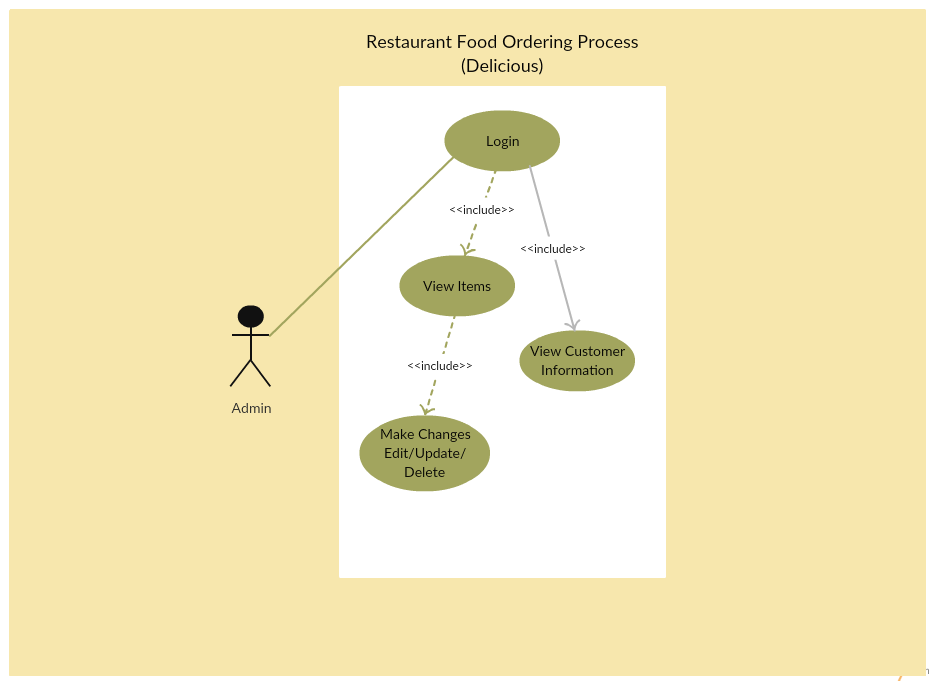 Restaurant Food Ordering Process
(Delicious)
Login
<<include>>
<<include>>
View Items
View Customer
Information
<<include>>
Admin
Make Changes
Edit/Update/
Delete